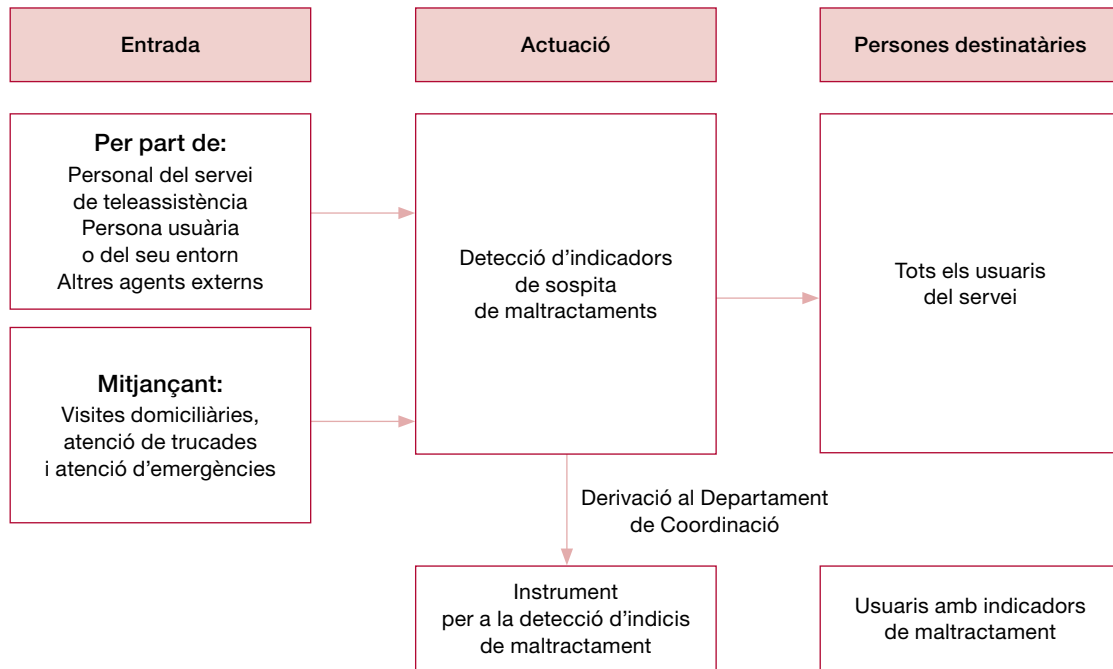 Entrada
Actuació
Persones destinatàries
Per part de:
Personal del servei
de teleassistència
Persona usuària
o del seu entorn
Altres agents externs
Mitjançant:
Visites domiciliàries,
atenció de trucades
i atenció d’emergències
Detecció d’indicadors
de sospita
de maltractaments
Tots els usuaris
del servei
Derivació al Departament
de Coordinació
Instrument
per a la detecció d’indicis
de maltractament
Usuaris amb indicadors
de maltractament